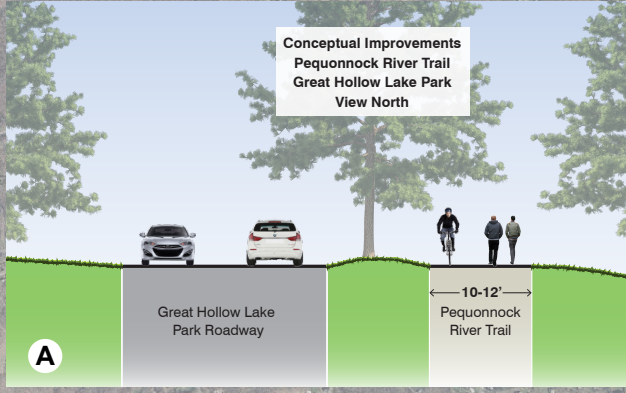 Conceptual Improvements
Pequonnock River Trail
Great Hollow Lake Park
View North
10-12'
Great Hollow Lake
Park Roadway
Pequonnock
River Trail
A